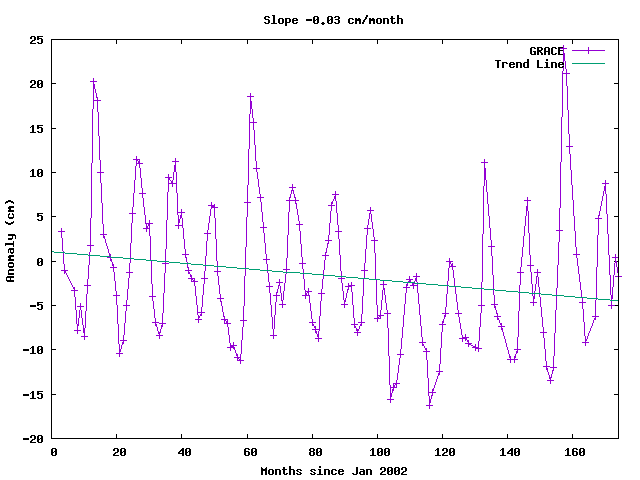 Slope -0.03 cm/month
25
20
15
10
5
0
-5
-10
-15
-20
Anomaly (cm)
GRACE
Trend Line
0 20 40 60 80 100 120 140 160
Months since Jan 2002